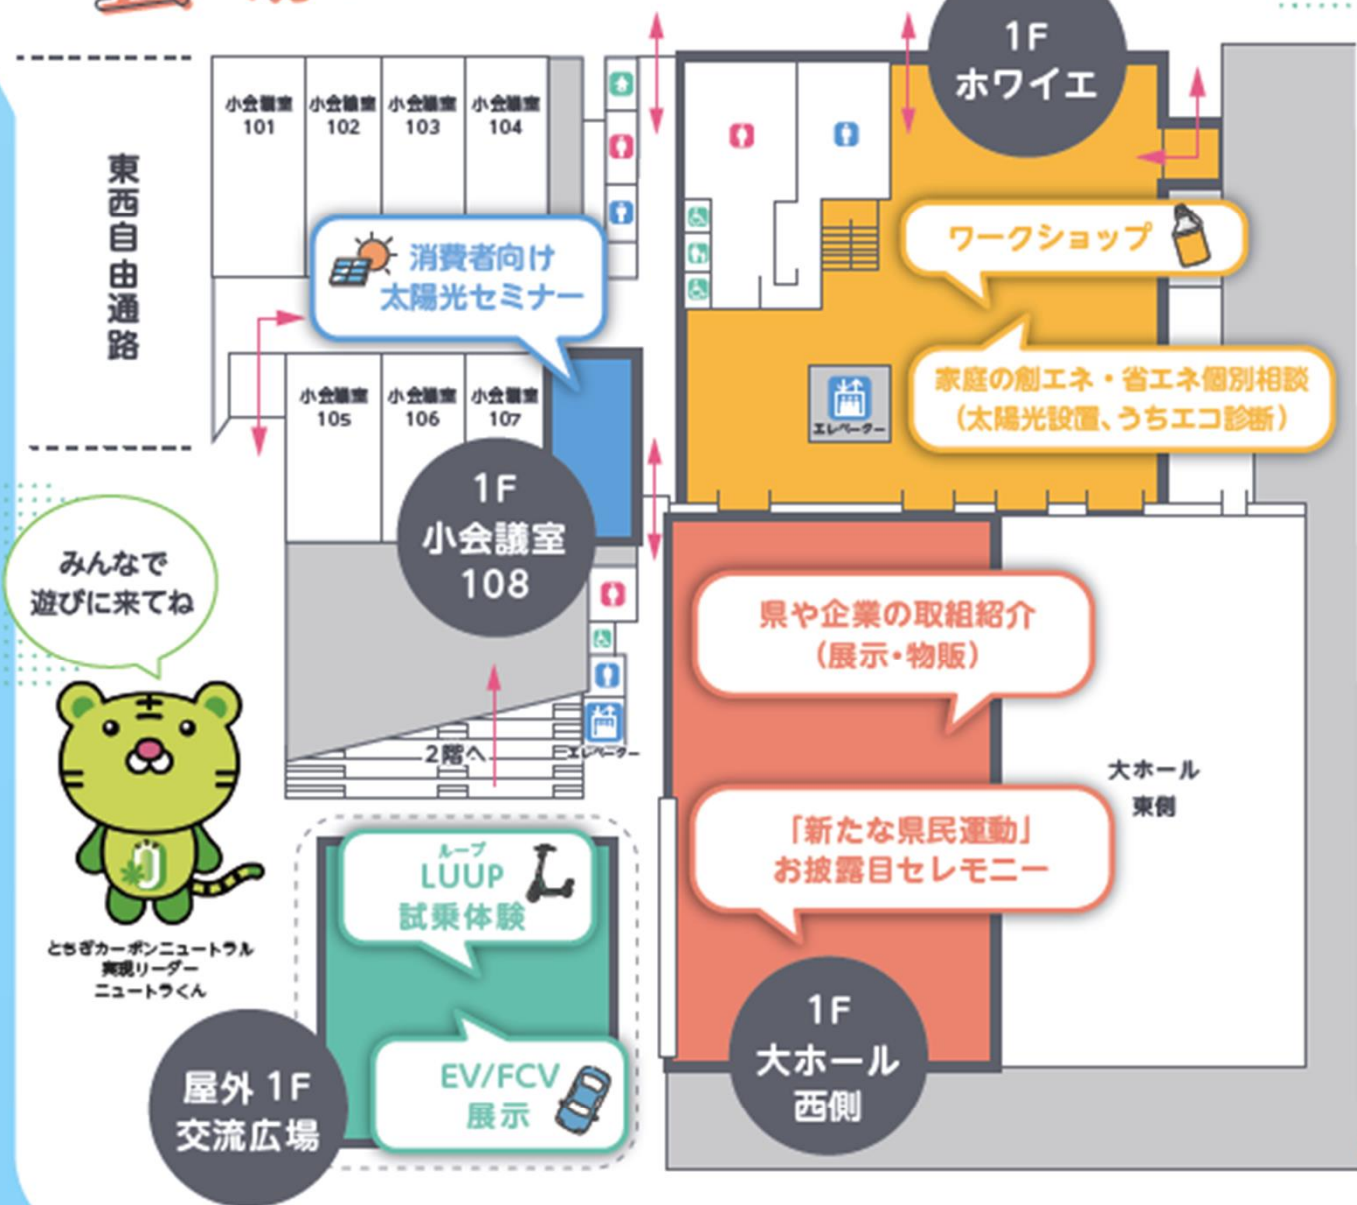 1F
ホワイエ
小会議室
101
小会議室
102
小会議室
103
小会議室
104
東西自由通路
消費者向け
太陽光セミナー
ワークショップ
家庭の創エネ・省エネ個別相談
(太陽光設置、うちエコ診断)
エレベーター
小会議室
105
小会議室
106
小会議室
107
1F
小会議室
108
みんなで
遊びに来てね
県や企業の取組紹介
(展示・物販)
2階へ
エレベーター
大ホール
東側
「新たな県民運動」
お披露目セレモニー
ループ
LUUP
試乗体験
とちぎカーボンニュートラル
実現リーダー
ニュートラくん
1F
大ホール
西側
EV/FCV
展示
屋外 1F
交流広場